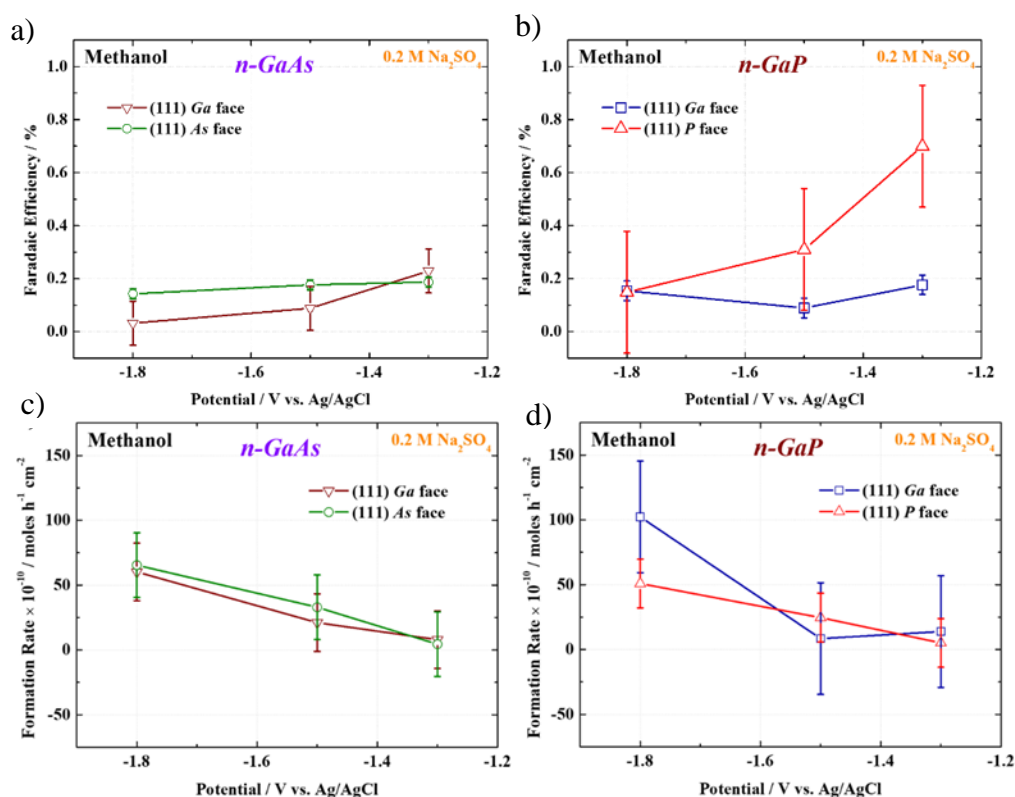 a)
Methanol
n-GaAs
0.2 M Na₂SO₄
(111) Ga face
(111) As face
Faradaic Efficiency / %
1.0
0.8
0.6
0.4
0.2
0.0
-1.8
-1.6
-1.4
-1.2
Potential / V vs. Ag/AgCl
b)
Methanol
n-GaP
0.2 M Na₂SO₄
(111) Ga face
(111) P face
Faradaic Efficiency / %
1.0
0.8
0.6
0.4
0.2
0.0
-1.8
-1.6
-1.4
-1.2
Potential / V vs. Ag/AgCl
c)
Methanol
n-GaAs
0.2 M Na₂SO₄
(111) Ga face
(111) As face
Formation Rate × 10⁻¹⁰ / moles h⁻¹ cm⁻²
150
100
50
0
-50
-1.8
-1.6
-1.4
-1.2
Potential / V vs. Ag/AgCl
d)
Methanol
n-GaP
0.2 M Na₂SO₄
(111) Ga face
(111) P face
Formation Rate × 10⁻¹⁰ / moles h⁻¹ cm⁻²
150
100
50
0
-50
-1.8
-1.6
-1.4
-1.2
Potential / V vs. Ag/AgCl